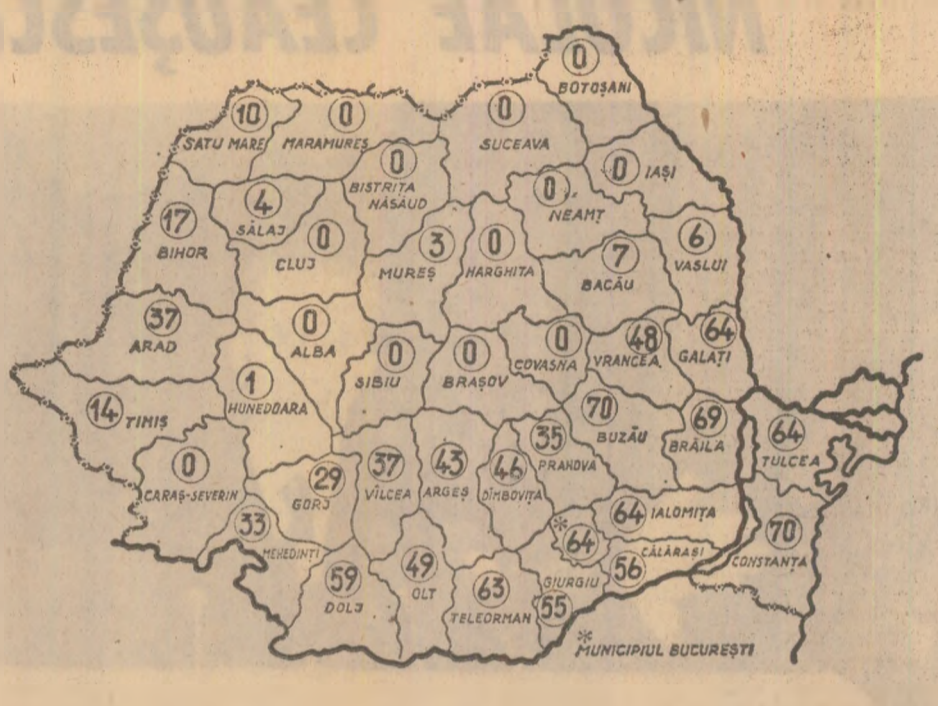 NICOLAE CEAUȘESCU
0
BOTOȘANI
10
SATU MARE
0
MARAMUREȘ
0
SUCEAVA
0
BISTRIȚA
NĂSĂUD
0
IAȘI
0
NEAMȚ
4
SĂLAJ
17
BIHOR
0
CLUJ
3
MUREȘ
0
HARGHITA
7
BACĂU
6
VASLUI
37
ARAD
0
ALBA
0
SIBIU
0
BRAȘOV
0
COVASNA
48
VRANCEA
64
GALAȚI
1
HUNEDOARA
14
TIMIȘ
70
BUZĂU
69
BRĂILA
64
TULCEA
0
CARAȘ-SEVERIN
29
GORJ
37
VÎLCEA
43
ARGEȘ
46
DÎMBOVIȚA
35
PRAHOVA
64
IALOMIȚA
70
CONSTANȚA
33
MEHEDINȚI
*
64
CĂLĂRAȘI
56
59
DOLJ
49
OLT
63
TELEORMAN
GIURGIU
55
*
MUNICIPIUL BUCUREȘTI